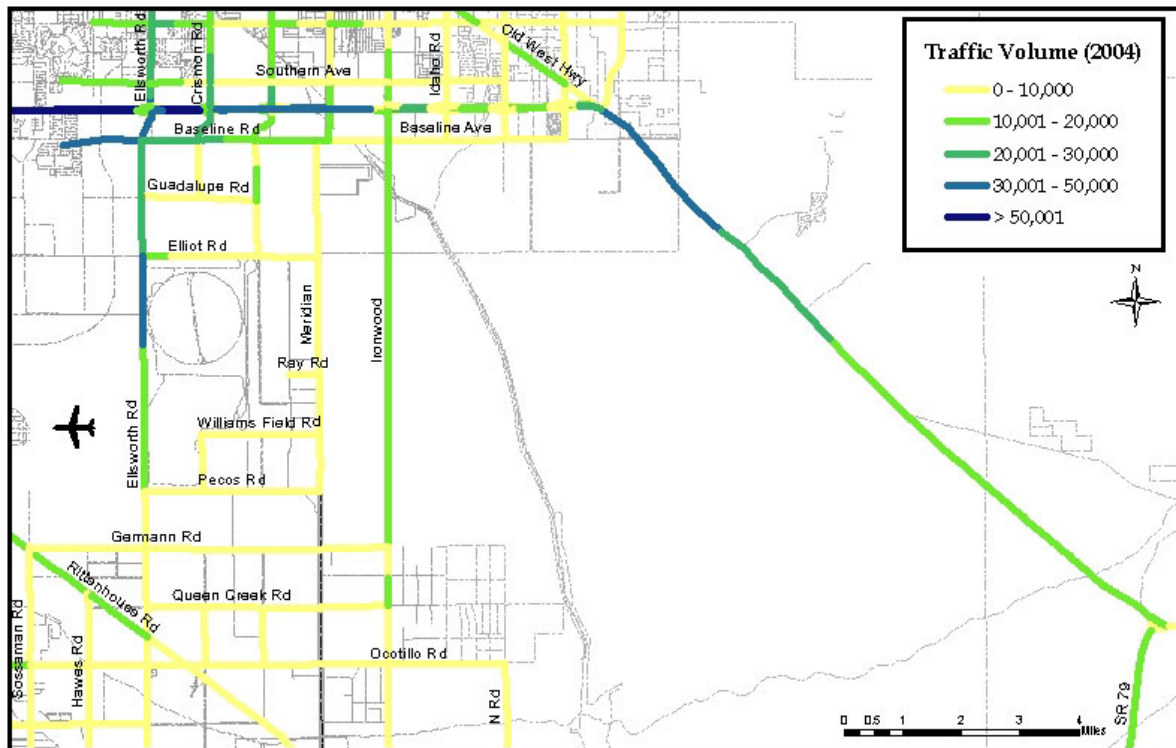 Ellsworth Rd
Crismon Rd
Idaho Rd
Old West Hwy
Southern Ave
Baseline Rd
Baseline Ave
Guadalupe Rd
Elliot Rd
Meridian
Ironwood
Ray Rd
Williams Field Rd
Ellsworth Rd
Pecos Rd
Germann Rd
Rittenhouse Rd
Queen Creek Rd
Sossaman Rd
Hawes Rd
Ocotillo Rd
N Rd
SR 79
Traffic Volume (2004)
0 - 10,000
10,001 - 20,000
20,001 - 30,000
30,001 - 50,000
> 50,001
N
0 0.5 1 2 3 4
Miles